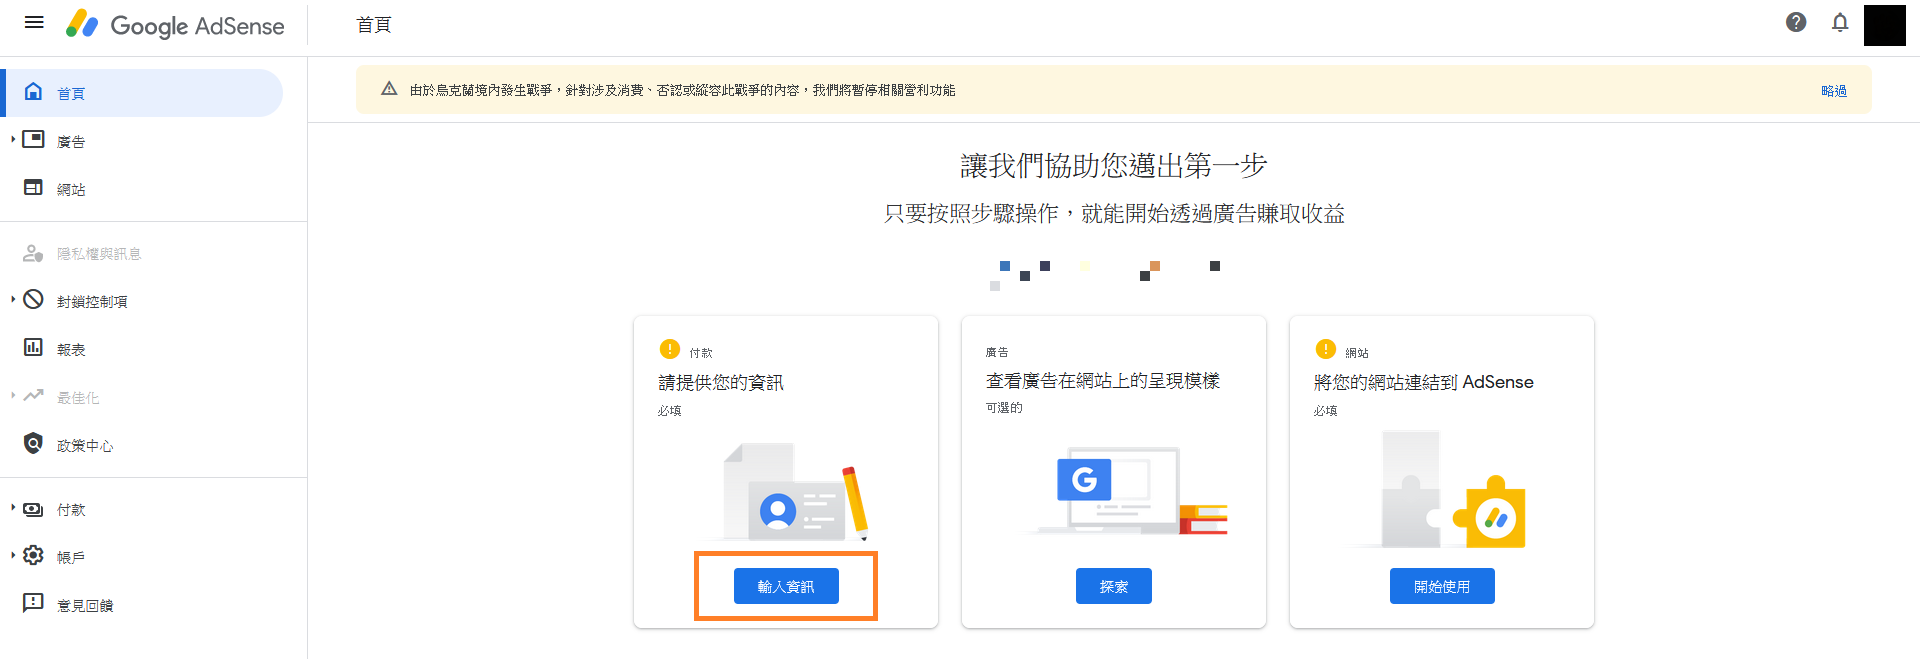 Google AdSense
首頁
首頁
廣告
網站
隱私權與訊息
封鎖控制項
報表
最佳化
政策中心
付款
帳戶
意見回饋
由於烏克蘭境內發生戰爭，針對涉及消費、否認或縱容此戰爭的內容，我們將暫停相關營利功能
略過
讓我們協助您邁出第一步
只要按照步驟操作，就能開始透過廣告賺取收益
付款
請提供您的資訊
必填
輸入資訊
廣告
查看廣告在網站上的呈現模樣
可選的
G
探索
網站
將您的網站連結到 AdSense
必填
開始使用